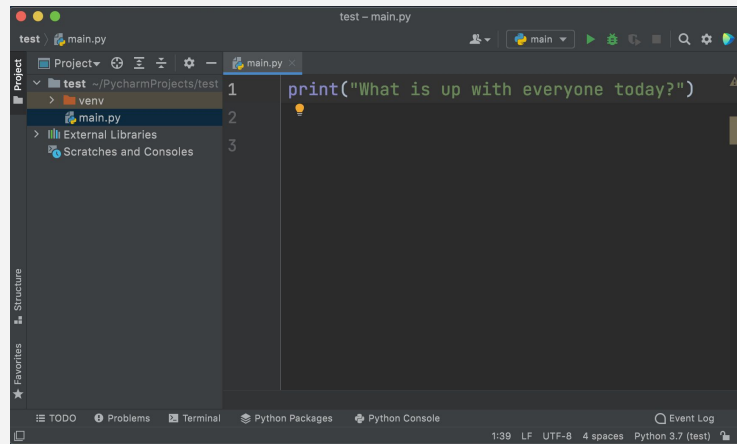 test – main.py
test main.py
main
Project
Project
main.py
test ~/PycharmProjects/test
venv
main.py
External Libraries
Scratches and Consoles
1 print("What is up with everyone today?")
2
3
Structure
Favorites
TODO Problems Terminal Python Packages Python Console Event Log
1:39 LF UTF-8 4 spaces Python 3.7 (test)